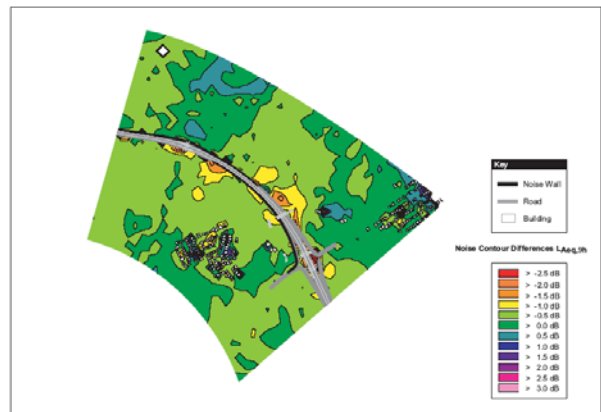 Key
Noise Wall
Road
Building
Noise Contour Differences LAeq,9h
> -2.5 dB
> -2.0 dB
> -1.5 dB
> -1.0 dB
> -0.5 dB
> 0.0 dB
> 0.5 dB
> 1.0 dB
> 1.5 dB
> 2.0 dB
> 2.5 dB
> 3.0 dB